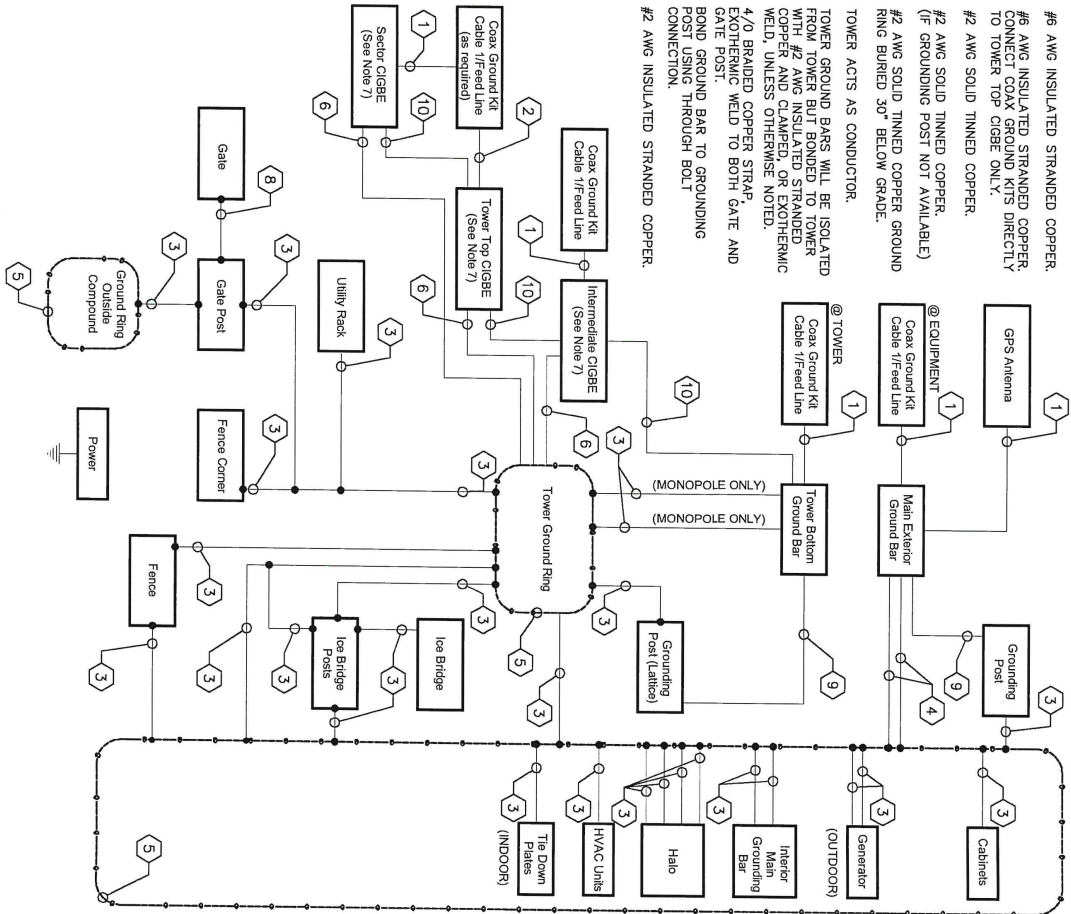 #6 AWG INSULATED STRANDED COPPER.
#6 AWG INSULATED STRANDED COPPER.
CONNECT COAX GROUND KITS DIRECTLY
TO TOWER TOP CIGBE ONLY.
#2 AWG SOLID TINNED COPPER.
#2 AWG SOLID TINNED COPPER.
(IF GROUNDING POST NOT AVAILABLE)
#2 AWG SOLID TINNED COPPER GROUND
RING BURIED 30" BELOW GRADE.
TOWER ACTS AS CONDUCTOR.
TOWER GROUND BARS WILL BE ISOLATED
FROM TOWER BUT BONDED TO TOWER
WITH #2 AWG INSULATED STRANDED
COPPER AND CLAMPED, OR EXOTHERMIC
WELD, UNLESS OTHERWISE NOTED.
4/0 BRAIDED COPPER STRAP,
EXOTHERMIC WELD TO BOTH GATE AND
GATE POST.
BOND GROUND BAR TO GROUNDING
POST USING THROUGH BOLT
CONNECTION.
#2 AWG INSULATED STRANDED COPPER.
1
GPS Antenna
Grounding
Post
3
Cabinets
3
@ EQUIPMENT
Coax Ground Kit
Cable 1/Feed Line
1
Main Exterior
Ground Bar
9
4
Generator
(OUTDOOR)
3
@ TOWER
Coax Ground Kit
Cable 1/Feed Line
1
Tower Bottom
Ground Bar
9
Interior
Main
Grounding
Bar
3
Halo
3
Grounding
Post (Lattice)
3
HVAC Units
3
Tie Down
Plates
(INDOOR)
3
Coax Ground Kit
Cable 1/Feed Line
1
Intermediate CIGBE
(See Note 7)
10
6
3
(MONOPOLE ONLY)
(MONOPOLE ONLY)
Tower Ground Ring
5
3
Coax Ground Kit
Cable 1/Feed Line
(as required)
1
2
Sector CIGBE
(See Note 7)
10
6
Tower Top CIGBE
(See Note 7)
10
6
Utility Rack
3
3
3
Ice Bridge
3
Ice Bridge
Posts
3
3
Fence
3
3
Gate
8
Gate Post
3
3
Fence Corner
3
Ground Ring
Outside
Compound
5
Power
5